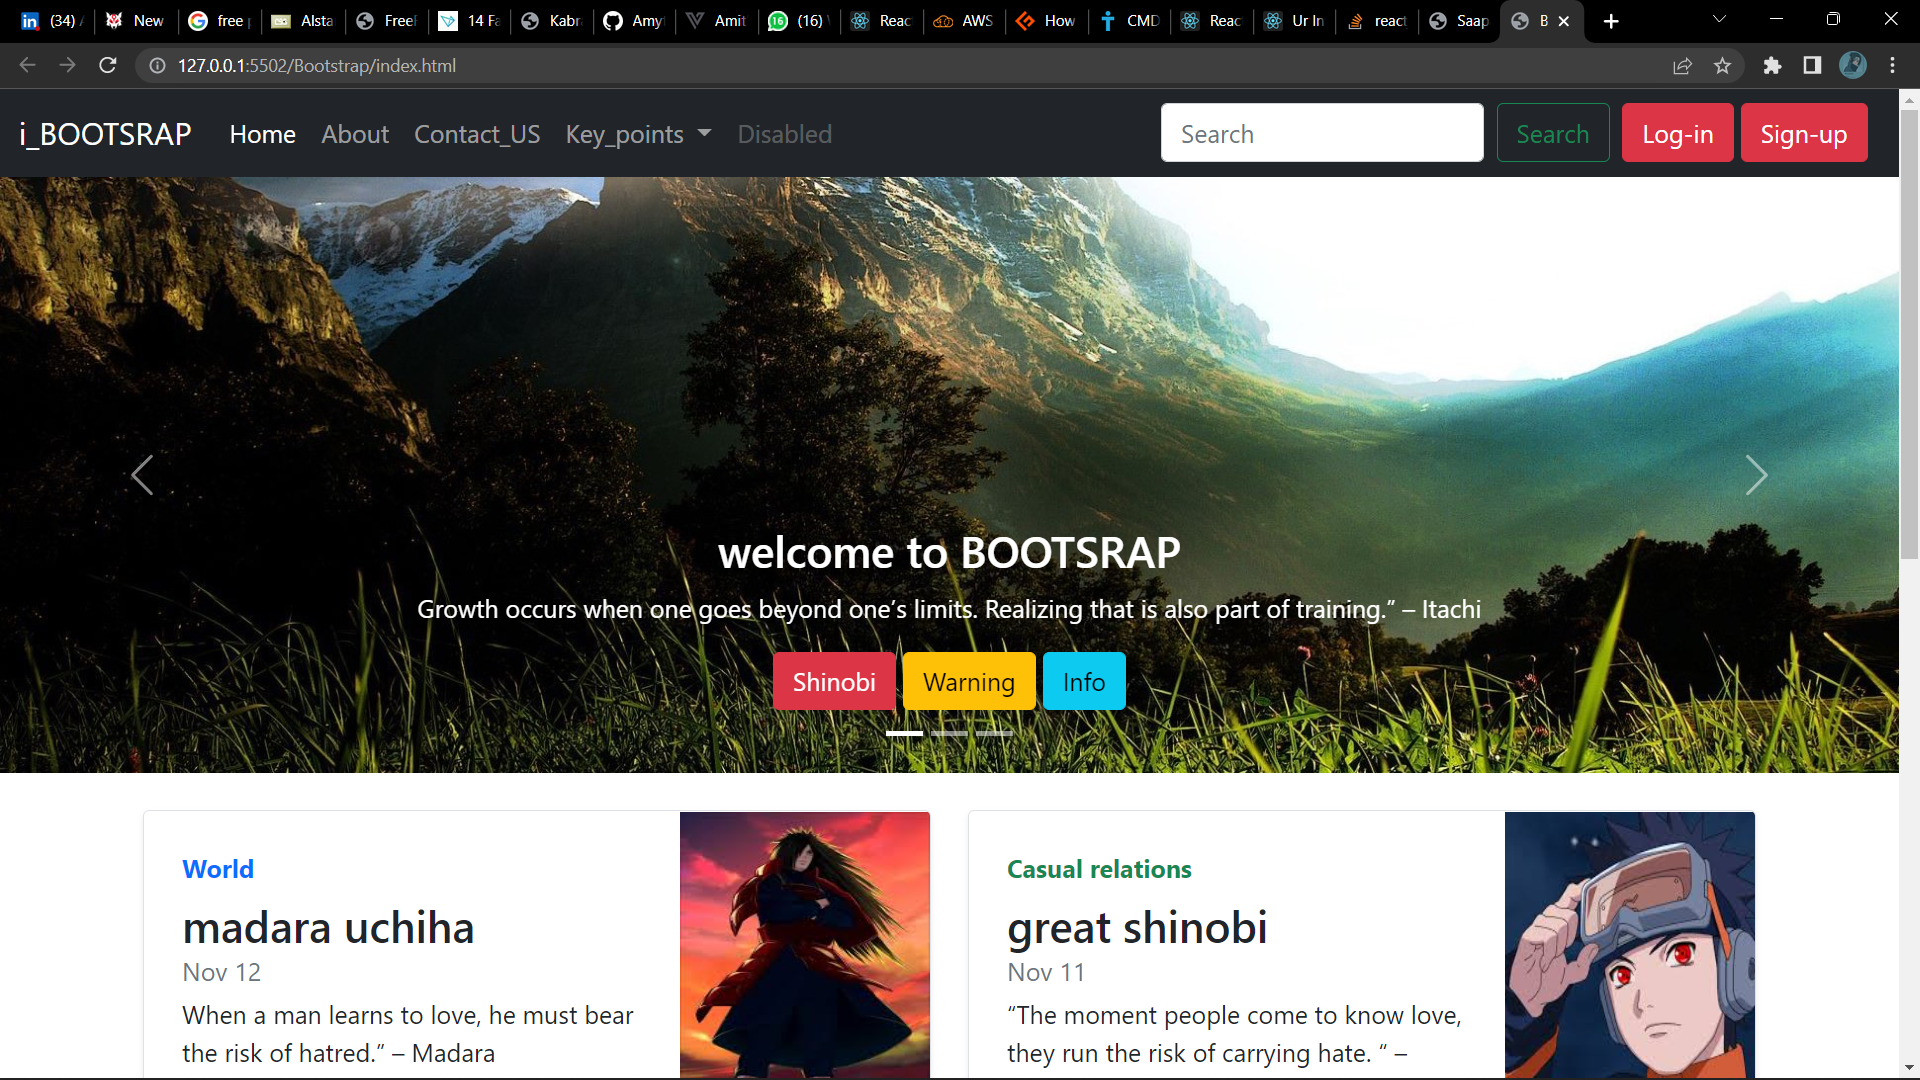 (34) New free Alsta Free 14 Fa Kabr Amy Amit (16) Reac AWS How CMD Reac Ur In react Saap B
127.0.0.1:5502/Bootstrap/index.html
i_BOOTSRAP Home About Contact_US Key_points Disabled Search Search Log-in Sign-up
welcome to BOOTSRAP
Growth occurs when one goes beyond one’s limits. Realizing that is also part of training.” – Itachi
Shinobi Warning Info
World
madara uchiha
Nov 12
When a man learns to love, he must bear
the risk of hatred.” – Madara
Casual relations
great shinobi
Nov 11
“The moment people come to know love,
they run the risk of carrying hate. “ –